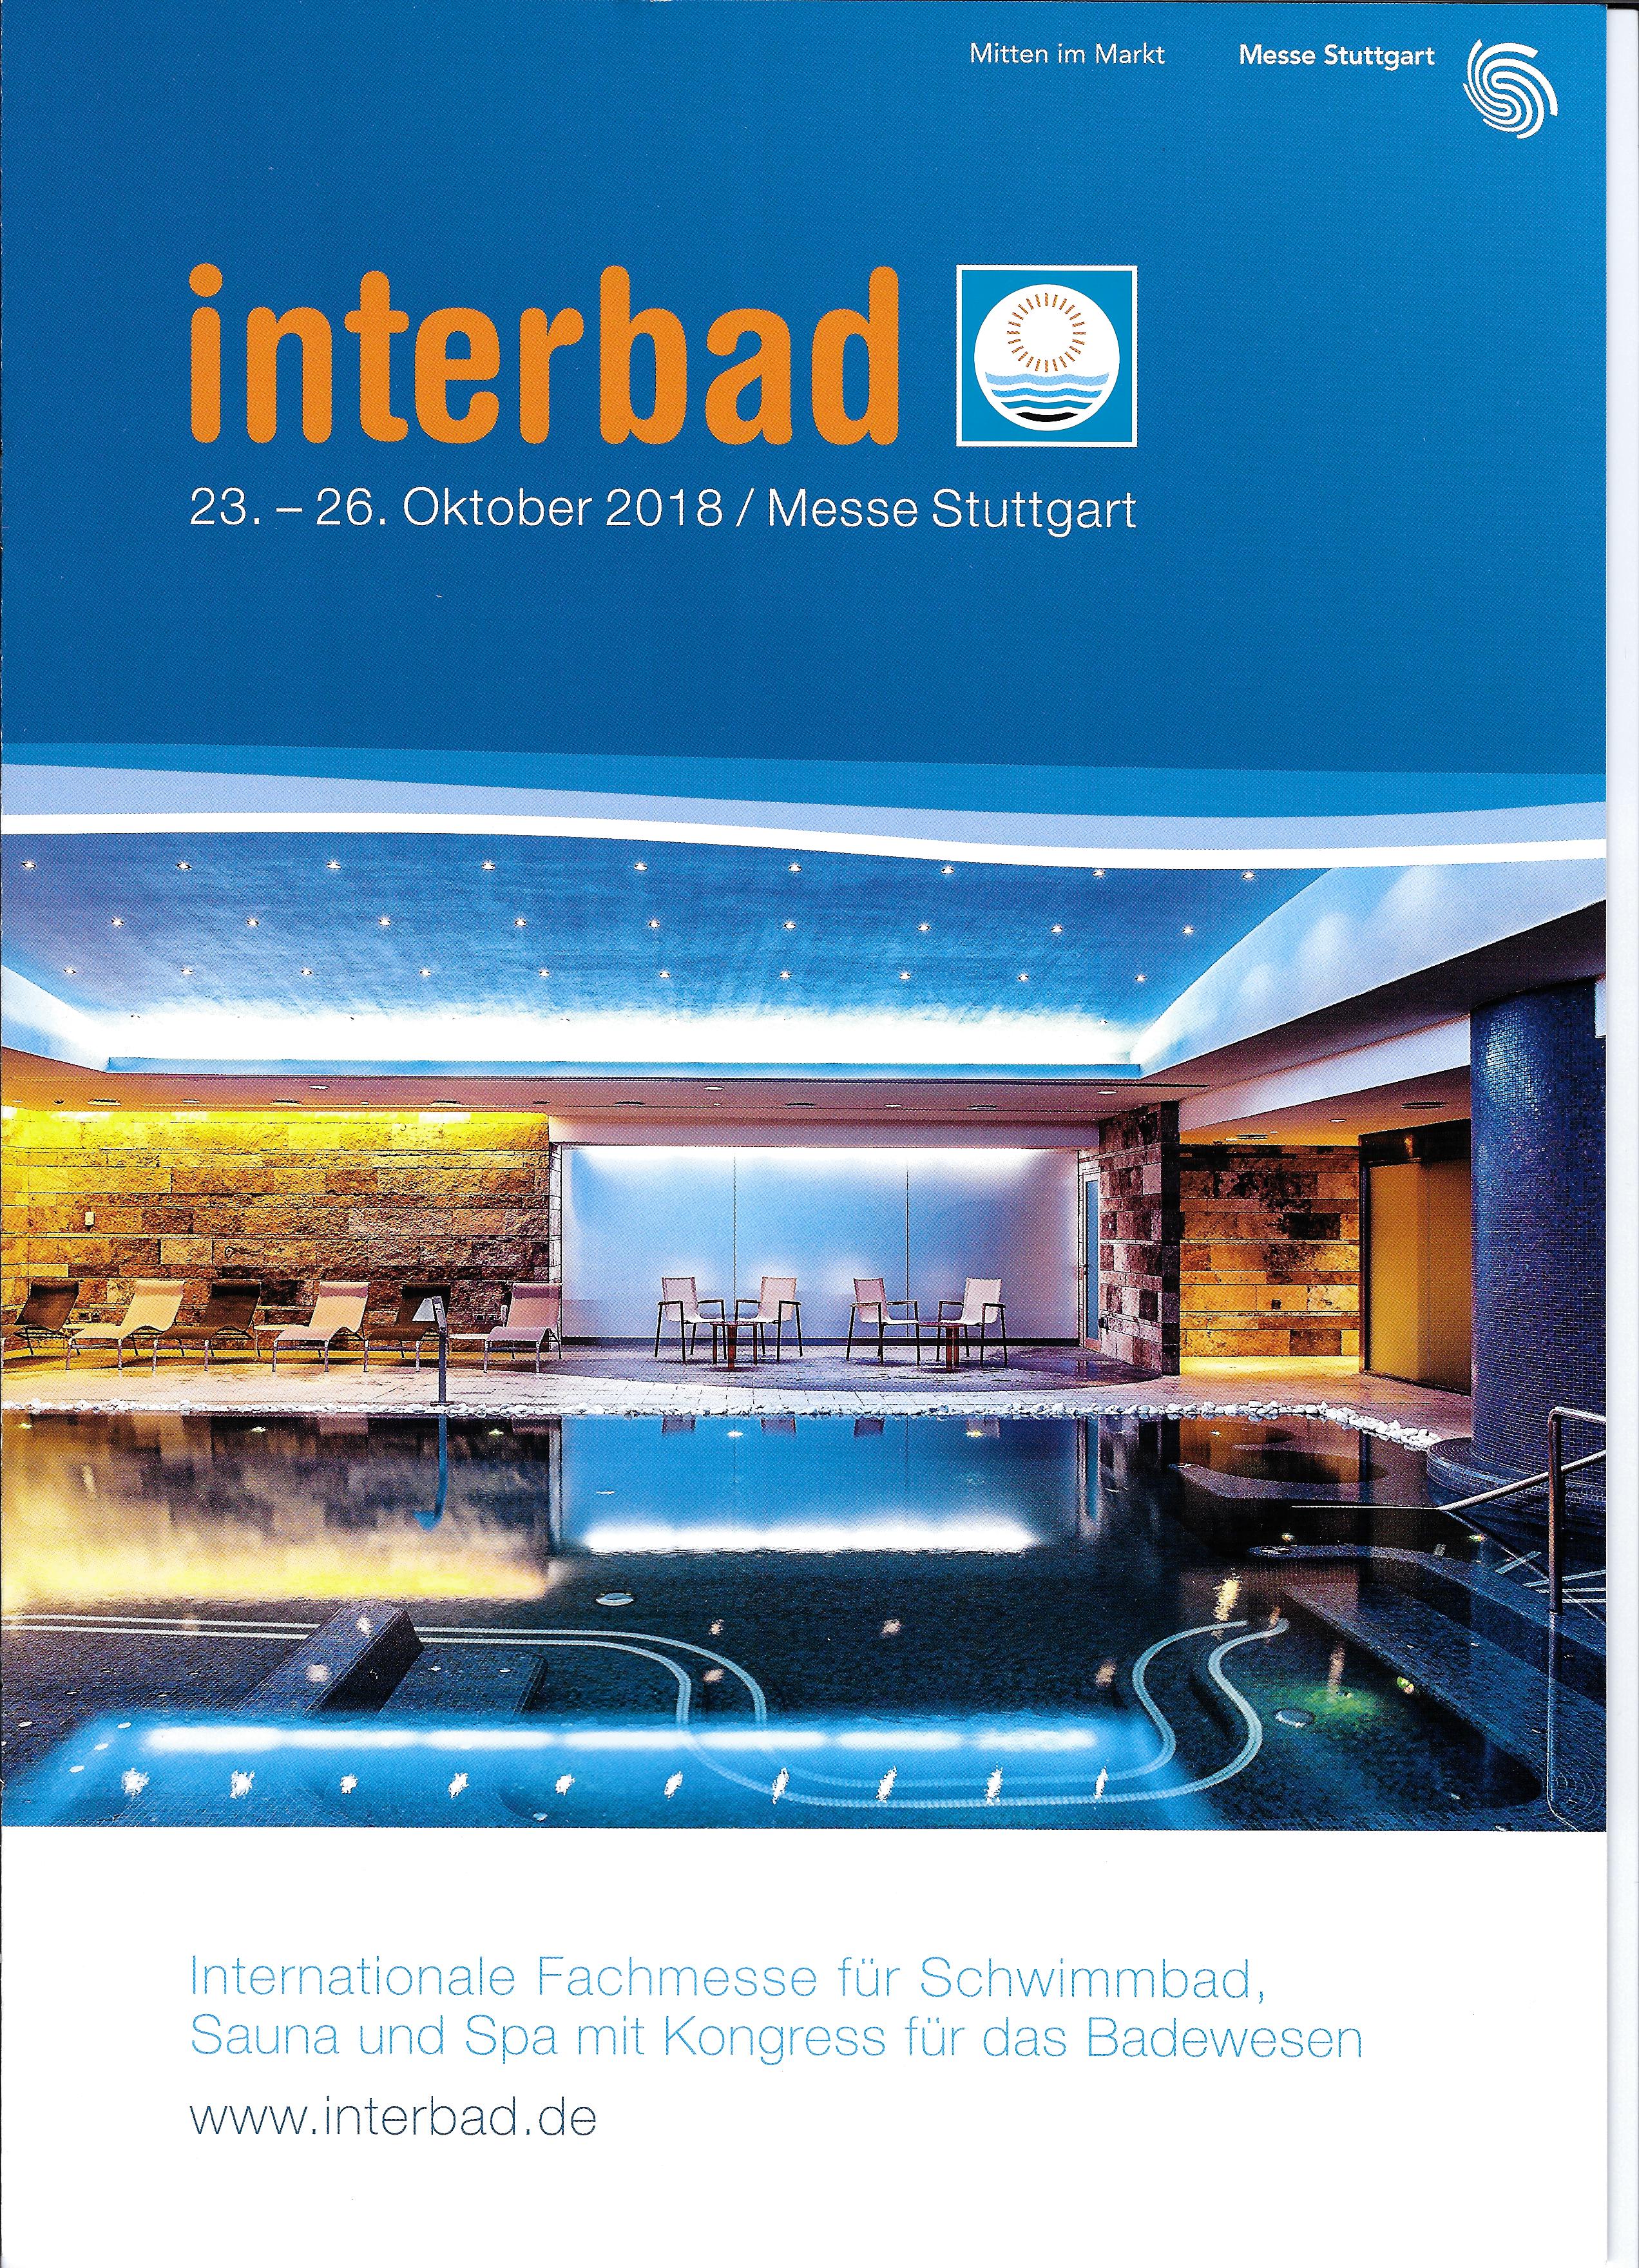 Mitten im Markt
Messe Stuttgart
interbad
23. – 26. Oktober 2018 / Messe Stuttgart
Internationale Fachmesse für Schwimmbad,
Sauna und Spa mit Kongress für das Badewesen
www.interbad.de